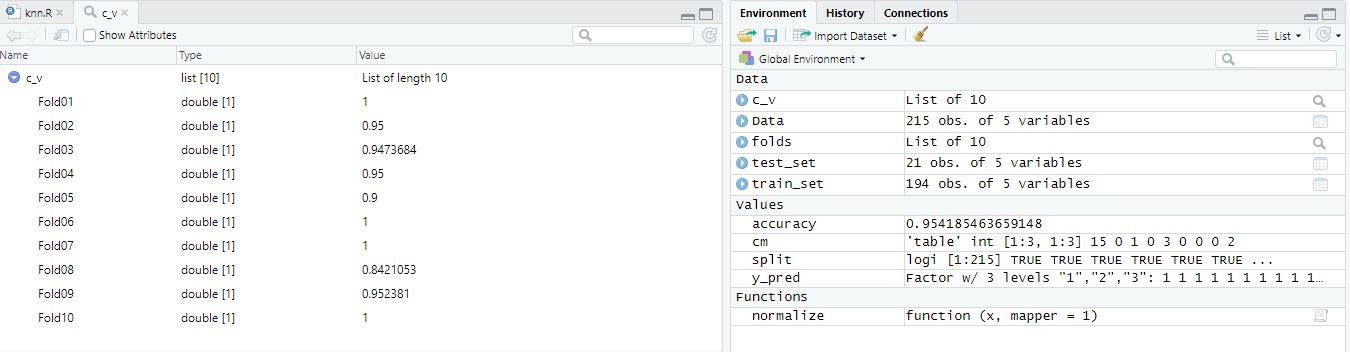 knn.R
c_v
Show Attributes
Name Type Value
c_v list [10] List of length 10
Fold01 double [1] 1
Fold02 double [1] 0.95
Fold03 double [1] 0.9473684
Fold04 double [1] 0.95
Fold05 double [1] 0.9
Fold06 double [1] 1
Fold07 double [1] 1
Fold08 double [1] 0.8421053
Fold09 double [1] 0.952381
Fold10 double [1] 1
Environment History Connections
Import Dataset List
Global Environment
Data
c_v List of 10
Data 215 obs. of 5 variables
folds List of 10
test_set 21 obs. of 5 variables
train_set 194 obs. of 5 variables
Values
accuracy 0.954185463659148
cm 'table' int [1:3, 1:3] 15 0 1 0 3 0 0 0 2
split logi [1:215] TRUE TRUE TRUE TRUE TRUE TRUE ...
y_pred Factor w/ 3 levels "1","2","3": 1 1 1 1 1 1 1 1 1 1…
Functions
normalize function (x, mapper = 1)